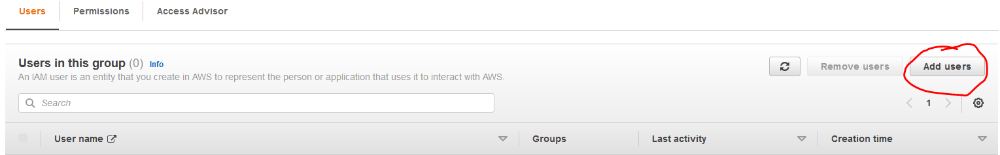 Users Permissions Access Advisor
Users in this group (0) Info
Remove users Add users
An IAM user is an entity that you create in AWS to represent the person or application that uses it to interact with AWS.
Search
1
User name Groups Last activity Creation time